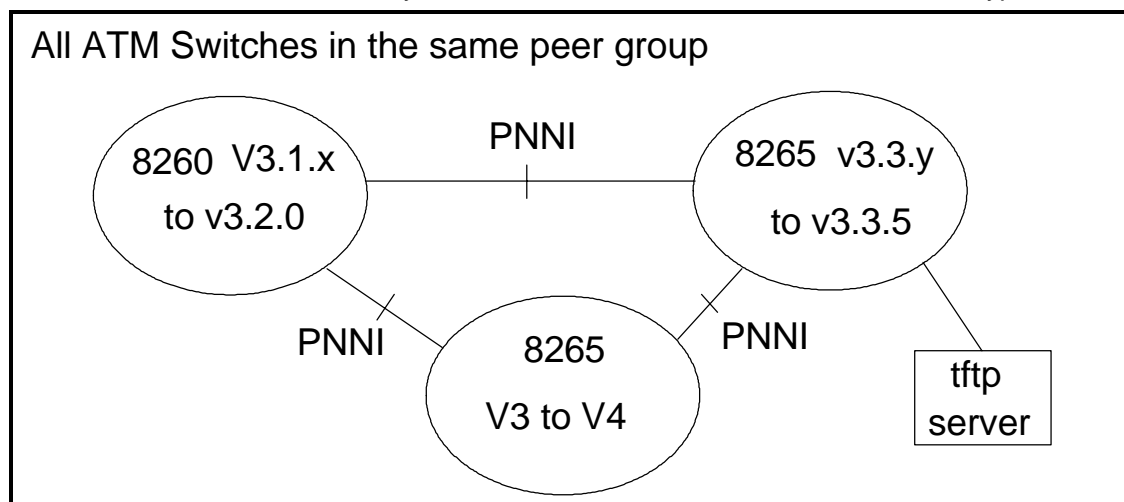 All ATM Switches in the same peer group
PNNI
8260 V3.1.x
to v3.2.0
8265 v3.3.y
to v3.3.5
PNNI
PNNI
8265
V3 to V4
tftp
server